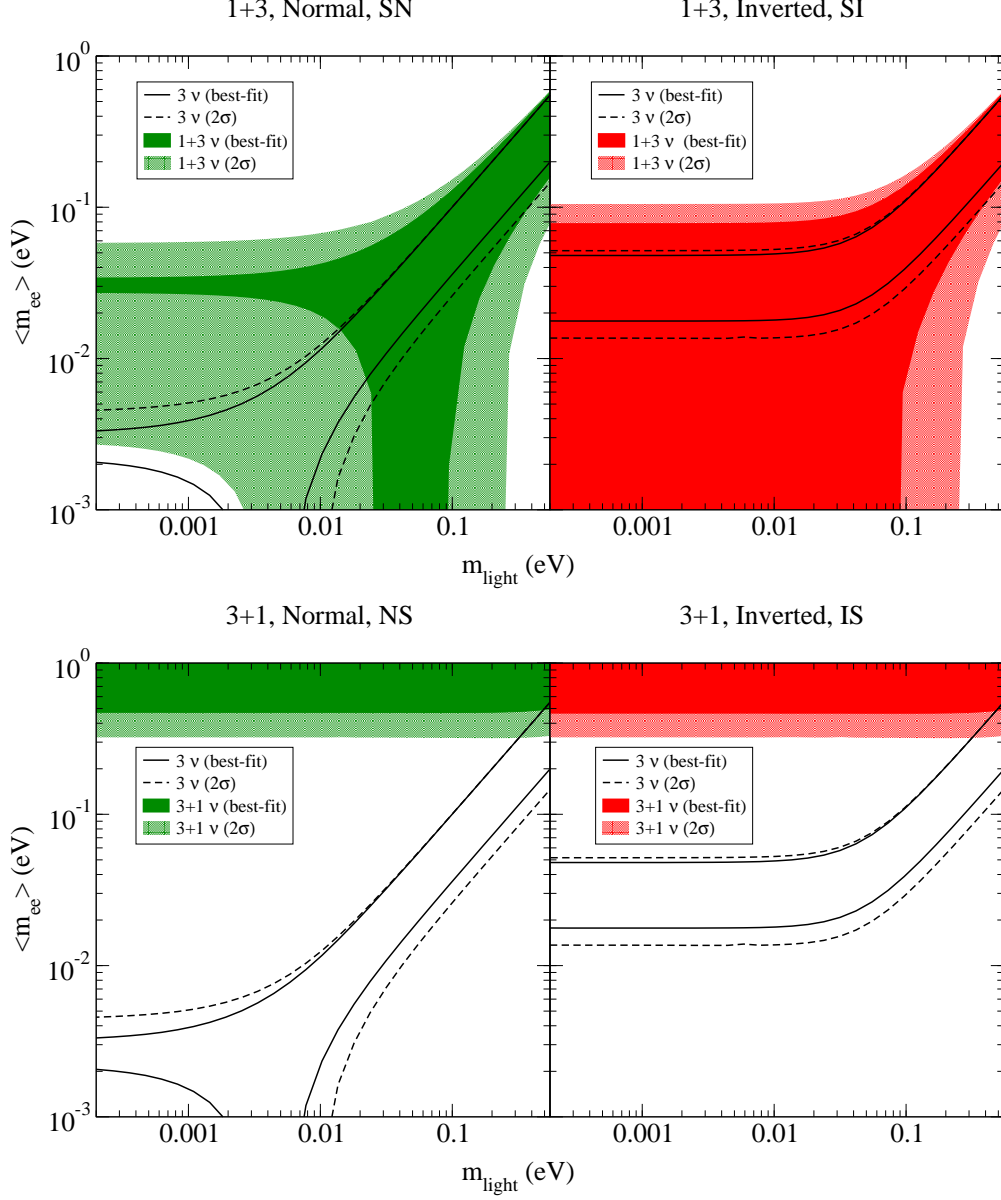 1+3, Normal, SN
1+3, Inverted, SI
10^0
10^-1
10^-2
10^-3
<m_ee> (eV)
3 ν (best-fit)
3 ν (2σ)
1+3 ν (best-fit)
1+3 ν (2σ)
3 ν (best-fit)
3 ν (2σ)
1+3 ν (best-fit)
1+3 ν (2σ)
0.001 0.01 0.1
0.001 0.01 0.1
m_light (eV)
3+1, Normal, NS
3+1, Inverted, IS
10^0
10^-1
10^-2
10^-3
<m_ee> (eV)
3 ν (best-fit)
3 ν (2σ)
3+1 ν (best-fit)
3+1 ν (2σ)
3 ν (best-fit)
3 ν (2σ)
3+1 ν (best-fit)
3+1 ν (2σ)
0.001 0.01 0.1
0.001 0.01 0.1
m_light (eV)